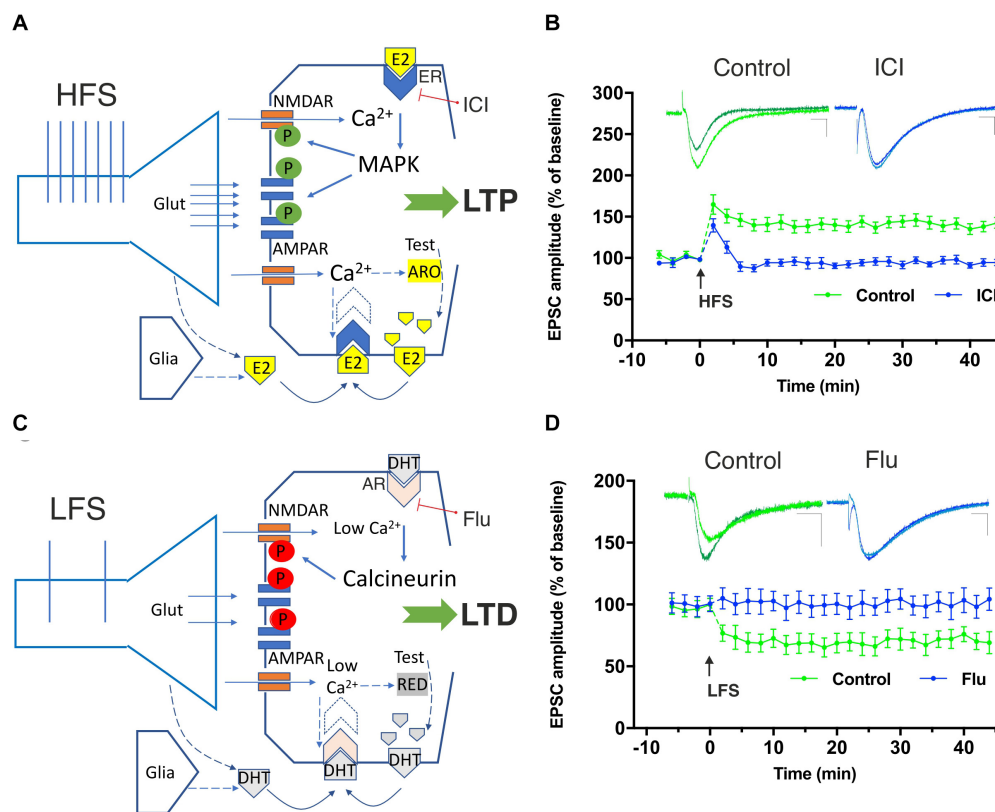 A
HFS
Glut
Glia
NMDAR
P
P
P
AMPAR
E2
ER
ICI
Ca2+
MAPK
LTP
Test
Ca2+
ARO
E2
E2
E2
B
Control
ICI
EPSC amplitude (% of baseline)
300
250
200
150
100
50
0
HFS
Control
ICI
-10
0
10
20
30
40
Time (min)
C
LFS
Glut
Glia
NMDAR
P
P
P
AMPAR
DHT
AR
Flu
Low Ca2+
Calcineurin
LTD
Test
Low
Ca2+
RED
DHT
DHT
DHT
D
Control
Flu
EPSC amplitude (% of baseline)
200
150
100
50
0
LFS
Control
Flu
-10
0
10
20
30
40
Time (min)